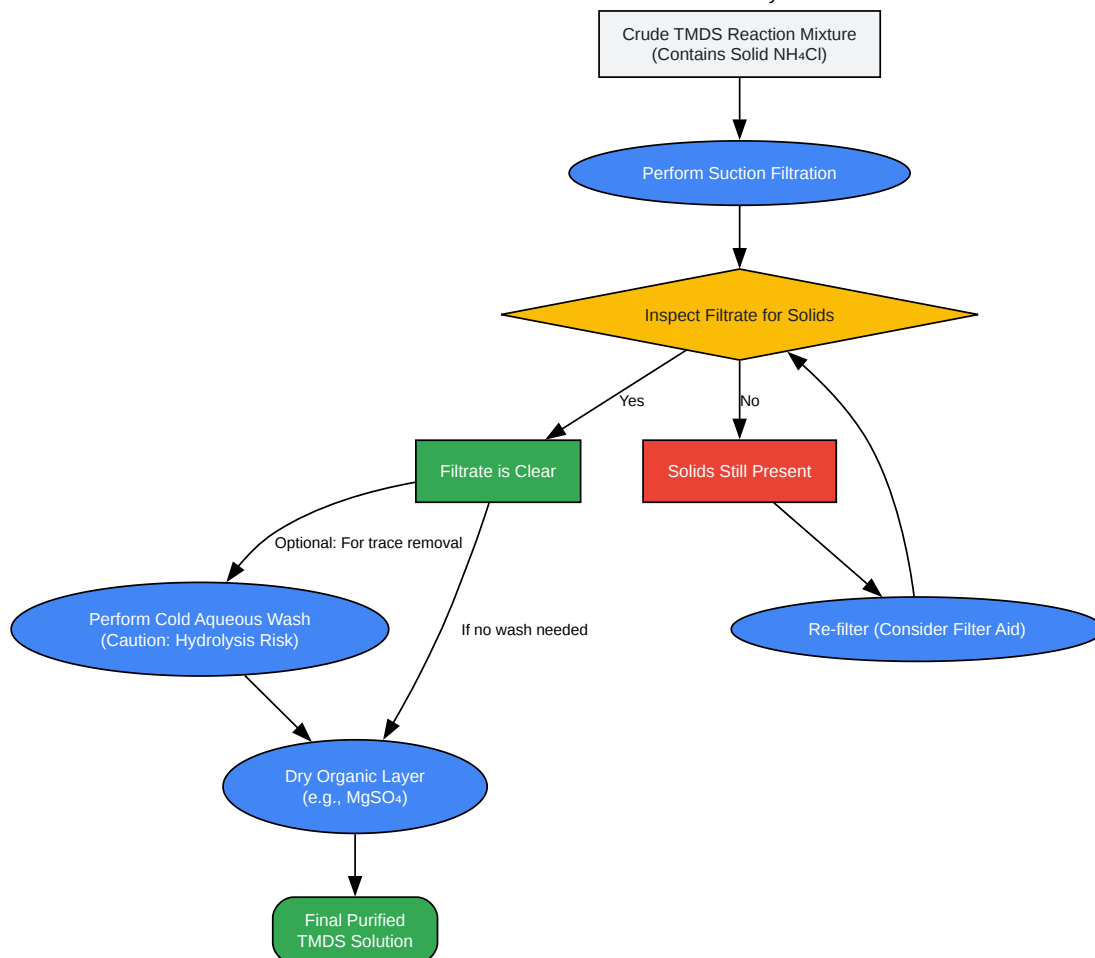 Crude TMDS Reaction Mixture
(Contains Solid NH₄Cl)
Perform Suction Filtration
Inspect Filtrate for Solids
Yes
No
Filtrate is Clear
Solids Still Present
Optional: For trace removal
Perform Cold Aqueous Wash
(Caution: Hydrolysis Risk)
If no wash needed
Re-filter (Consider Filter Aid)
Dry Organic Layer
(e.g., MgSO₄)
Final Purified
TMDS Solution